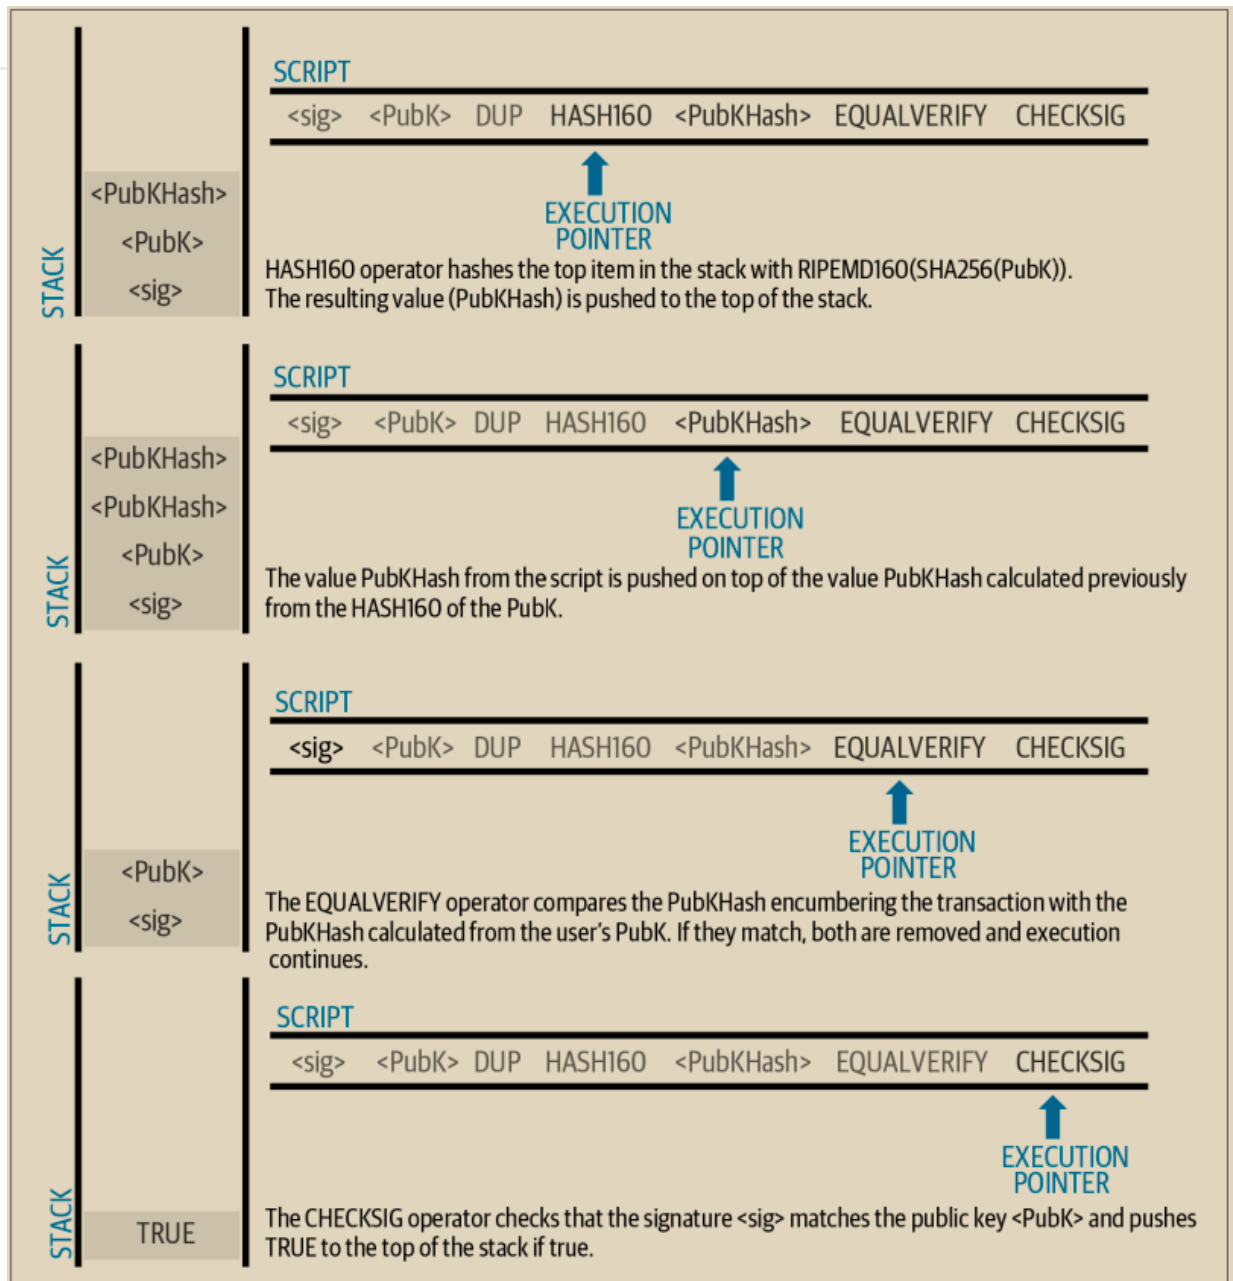 SCRIPT
<sig> <PubK> DUP HASH160 <PubKHash> EQUALVERIFY CHECKSIG
<PubKHash>
<PubK>
<sig>
STACK
EXECUTION
POINTER
HASH160 operator hashes the top item in the stack with RIPEMD160(SHA256(PubK)).
The resulting value (PubKHash) is pushed to the top of the stack.
SCRIPT
<sig> <PubK> DUP HASH160 <PubKHash> EQUALVERIFY CHECKSIG
<PubKHash>
<PubKHash>
<PubK>
<sig>
STACK
EXECUTION
POINTER
The value PubKHash from the script is pushed on top of the value PubKHash calculated previously
from the HASH160 of the PubK.
SCRIPT
<sig> <PubK> DUP HASH160 <PubKHash> EQUALVERIFY CHECKSIG
<PubK>
<sig>
STACK
EXECUTION
POINTER
The EQUALVERIFY operator compares the PubKHash encumbering the transaction with the
PubKHash calculated from the user's PubK. If they match, both are removed and execution
continues.
SCRIPT
<sig> <PubK> DUP HASH160 <PubKHash> EQUALVERIFY CHECKSIG
TRUE
STACK
EXECUTION
POINTER
The CHECKSIG operator checks that the signature <sig> matches the public key <PubK> and pushes
TRUE to the top of the stack if true.